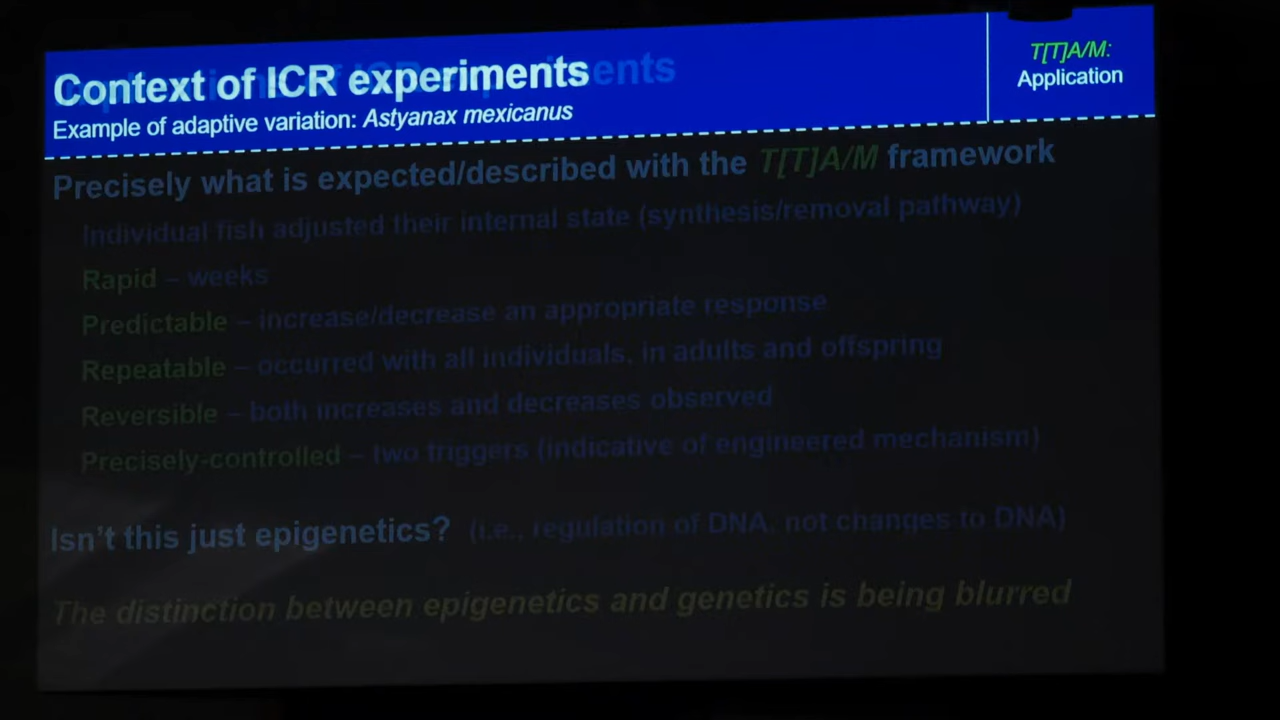 Context of ICR experiments
Example of adaptive variation: Astyanax mexicanus
T[T]A/M:
Application
Precisely what is expected/described with the T[T]A/M framework
Individual fish adjusted their internal state (synthesis/removal pathway)
Rapid – weeks
Predictable – increase/decrease an appropriate response
Repeatable – occurred with all individuals, in adults and offspring
Reversible – both increases and decreases observed
Precisely-controlled – two triggers (indicative of engineered mechanism)
Isn't this just epigenetics? (i.e., regulation of DNA, not changes to DNA)
The distinction between epigenetics and genetics is being blurred